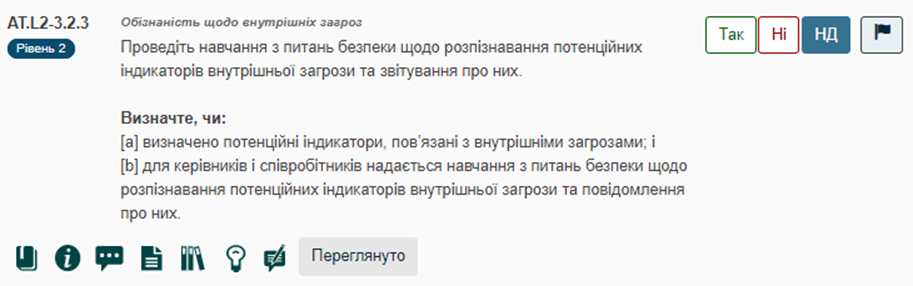 AT.L2-3.2.3
Рівень 2
Обізнаність щодо внутрішніх заороз
Проведіть навчання з питань безпеки щодо розпізнавання потенційних
індикаторів внутрішньої загрози та звітування про них.
Так
Ні
НД
Визначте, чи:
[a] визначено потенційні індикатори, пов’язані з внутрішніми загрозами; і
[b] для керівників і співробітників надається навчання з питань безпеки щодо
розпізнавання потенційних індикаторів внутрішньої загрози та повідомлення
про них.
Переглянуто